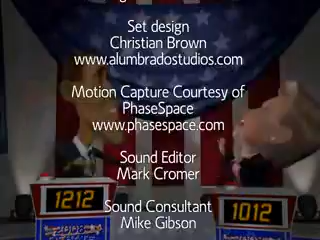 Set design
Christian Brown
www.alumbradostudios.com
Motion Capture Courtesy of
PhaseSpace
www.phasespace.com
Sound Editor
Mark Cromer
1212
1012
2008
Sound Consultant
Mike Gibson